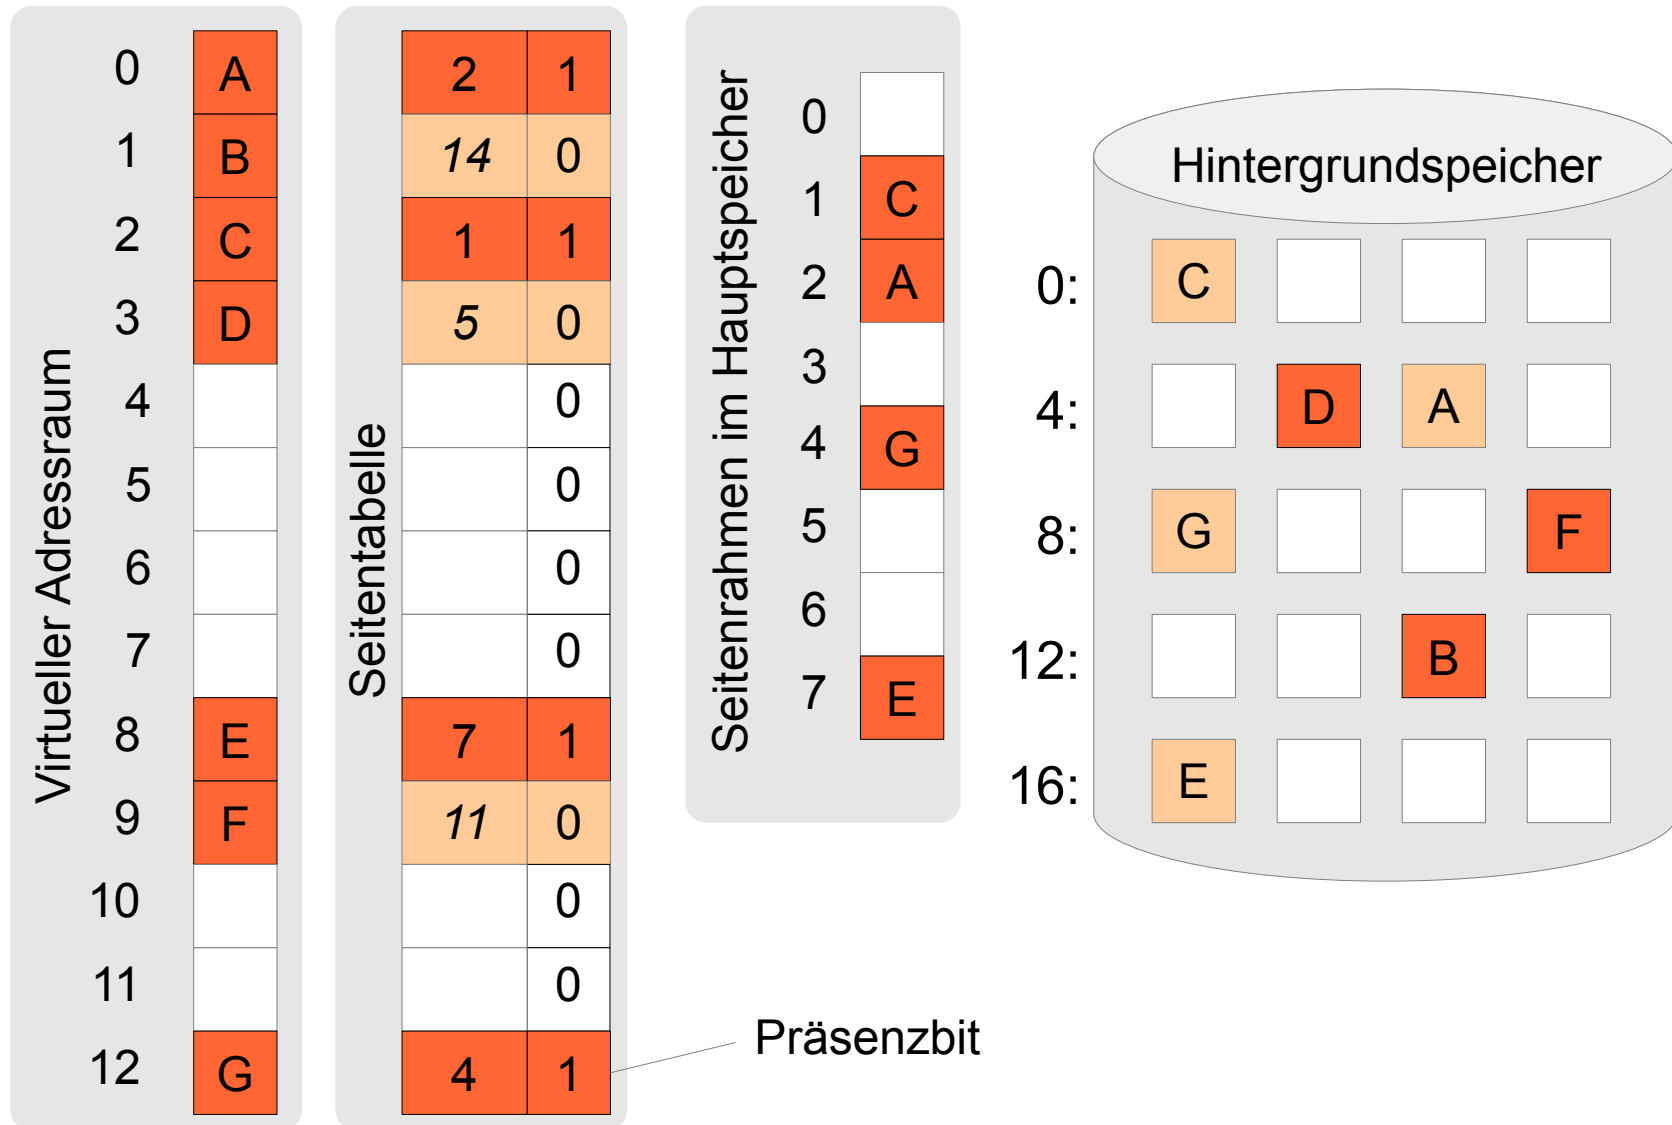 Virtueller Adressraum
0 A
1 B
2 C
3 D
4
5
6
7
8 E
9 F
10
11
12 G
Seitentabelle
2 1
14 0
1 1
5 0
0
0
0
0
7 1
11 0
0
0
4 1
Präsenzbit
Seitenrahmen im Hauptspeicher
0
1 C
2 A
3
4 G
5
6
7 E
Hintergrundspeicher
0: C
4: D A
8: G F
12: B
16: E